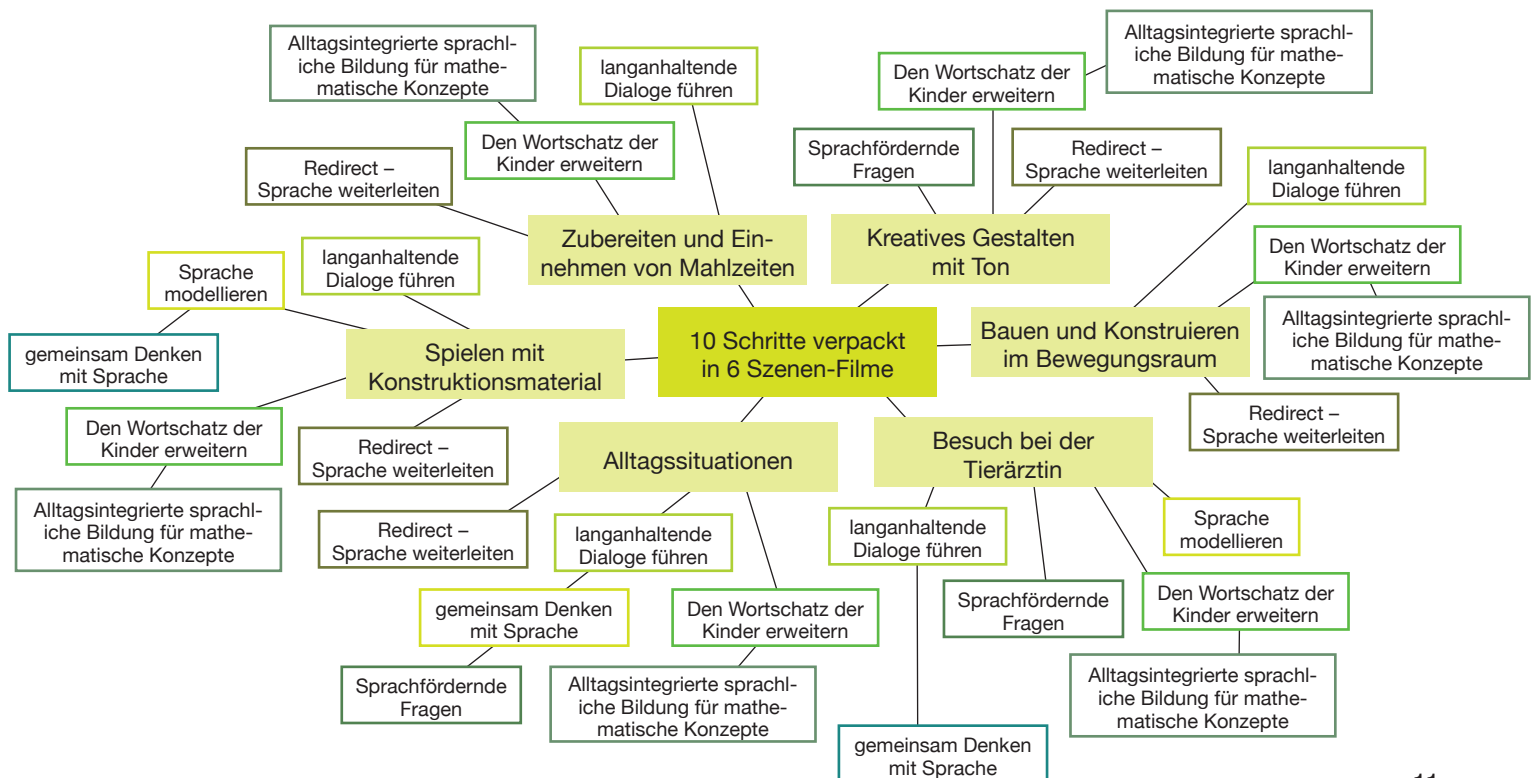 Alltagsintegrierte sprachl-
iche Bildung für mathe-
matische Konzepte
langanhaltende
Dialoge führen
Den Wortschatz der
Kinder erweitern
Redirect –
Sprache weiterleiten
Zubereiten und Ein-
nehmen von Mahlzeiten
Alltagsintegrierte sprachl-
iche Bildung für mathe-
matische Konzepte
Den Wortschatz der
Kinder erweitern
Sprachfördernde
Fragen
Redirect –
Sprache weiterleiten
Kreatives Gestalten
mit Ton
langanhaltende
Dialoge führen
Den Wortschatz der
Kinder erweitern
Alltagsintegrierte sprachl-
iche Bildung für mathe-
matische Konzepte
Bauen und Konstruieren
im Bewegungsraum
Redirect –
Sprache weiterleiten
10 Schritte verpackt
in 6 Szenen-Filme
Sprache
modellieren
langanhaltende
Dialoge führen
gemeinsam Denken
mit Sprache
Spielen mit
Konstruktionsmaterial
Den Wortschatz der
Kinder erweitern
Redirect –
Sprache weiterleiten
Alltagsintegrierte sprachl-
iche Bildung für mathe-
matische Konzepte
Alltagssituationen
Redirect –
Sprache weiterleiten
langanhaltende
Dialoge führen
gemeinsam Denken
mit Sprache
Den Wortschatz der
Kinder erweitern
Sprachfördernde
Fragen
Alltagsintegrierte sprachl-
iche Bildung für mathe-
matische Konzepte
Besuch bei der
Tierärztin
langanhaltende
Dialoge führen
Sprache
modellieren
Sprachfördernde
Fragen
Den Wortschatz der
Kinder erweitern
Alltagsintegrierte sprachl-
iche Bildung für mathe-
matische Konzepte
gemeinsam Denken
mit Sprache